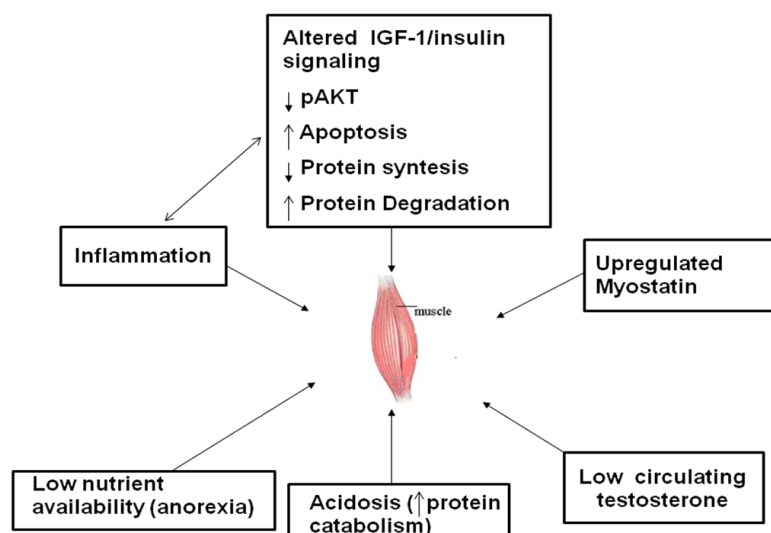 Altered IGF-1/insulin
signaling
↓ pAKT
↑ Apoptosis
↓ Protein syntesis
↑ Protein Degradation
Inflammation
Upregulated
Myostatin
muscle
Low nutrient
availability (anorexia)
Acidosis (↑protein
catabolism)
Low circulating
testosterone